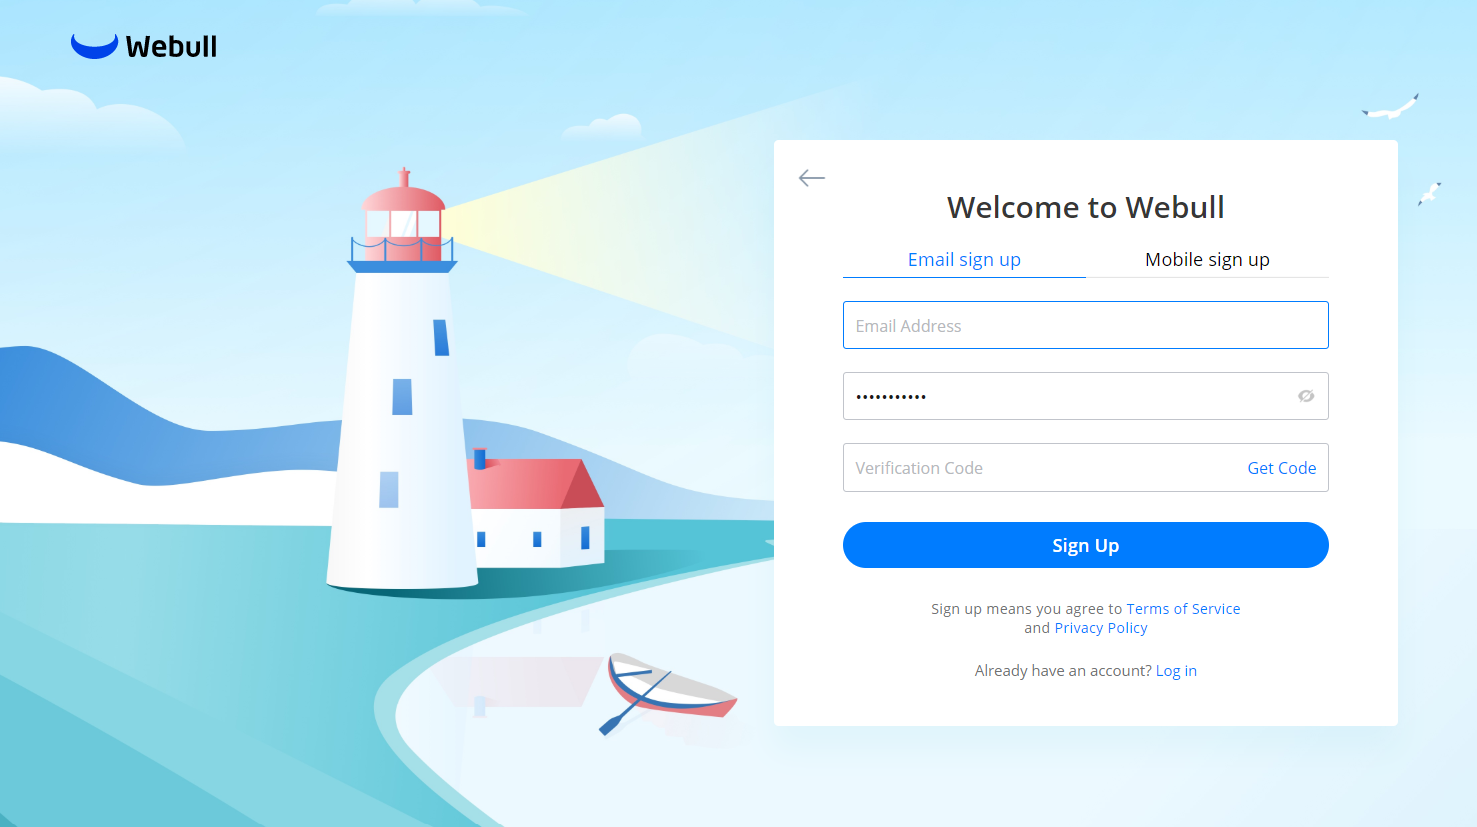 Webull
Welcome to Webull
Email sign up
Mobile sign up
Email Address
•••••••••••
Verification Code
Get Code
Sign Up
Sign up means you agree to Terms of Service
and Privacy Policy
Already have an account? Log in